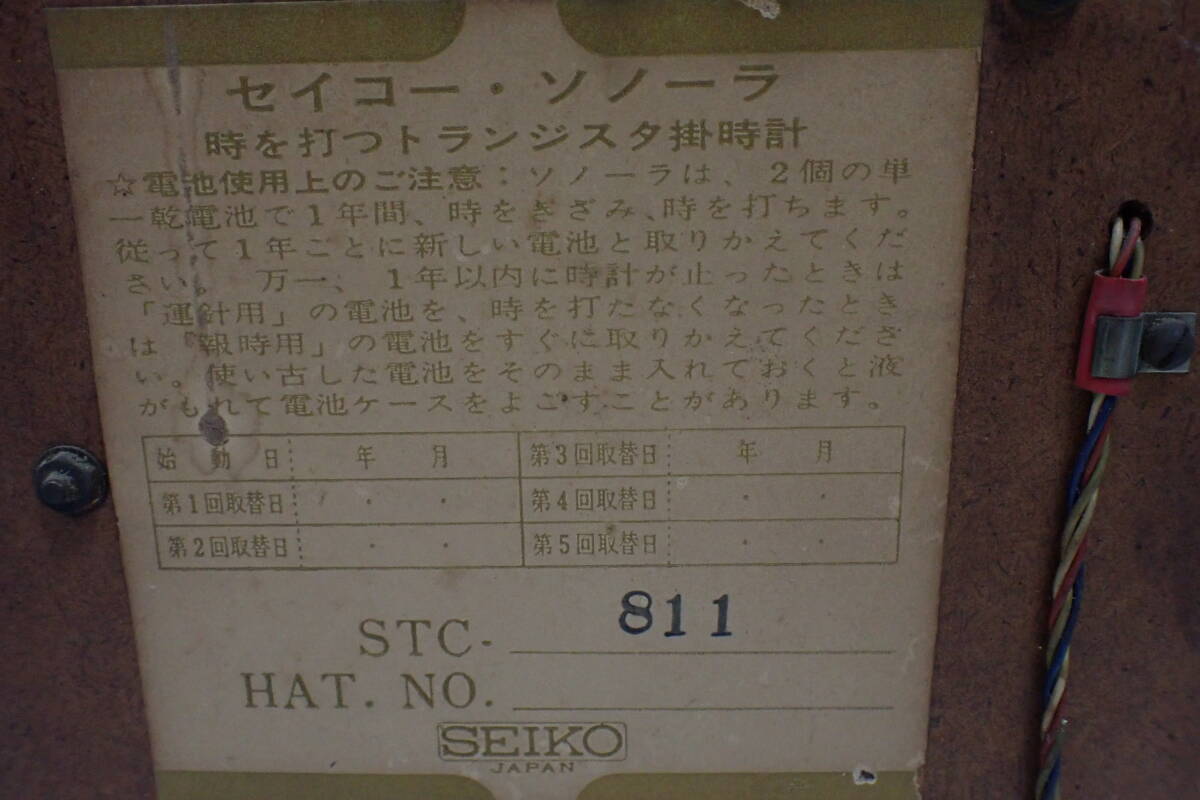 セイコー・ソノーラ
時を打つトランジスタ掛時計
☆電池使用上のご注意：ソノーラは、2個の単
一乾電池で1年間、時をきざみ、時を打ちます。
従って1年ごとに新しい電池と取りかえてくだ
さい。 万一、1年以内に時計が止ったときは
「運針用」の電池を、時を打たなくなったとき
は「報時用」の電池をすぐに取りかえてくださ
い。使い古した電池をそのまま入れておくと液
がもれて電池ケースをよごすことがあります。
始動日 年 月 第3回取替日 年 月
第1回取替日 ・ ・ 第4回取替日 ・ ・
第2回取替日 ・ ・ 第5回取替日 ・ ・
STC- 811
HAT. NO.
SEIKO
JAPAN